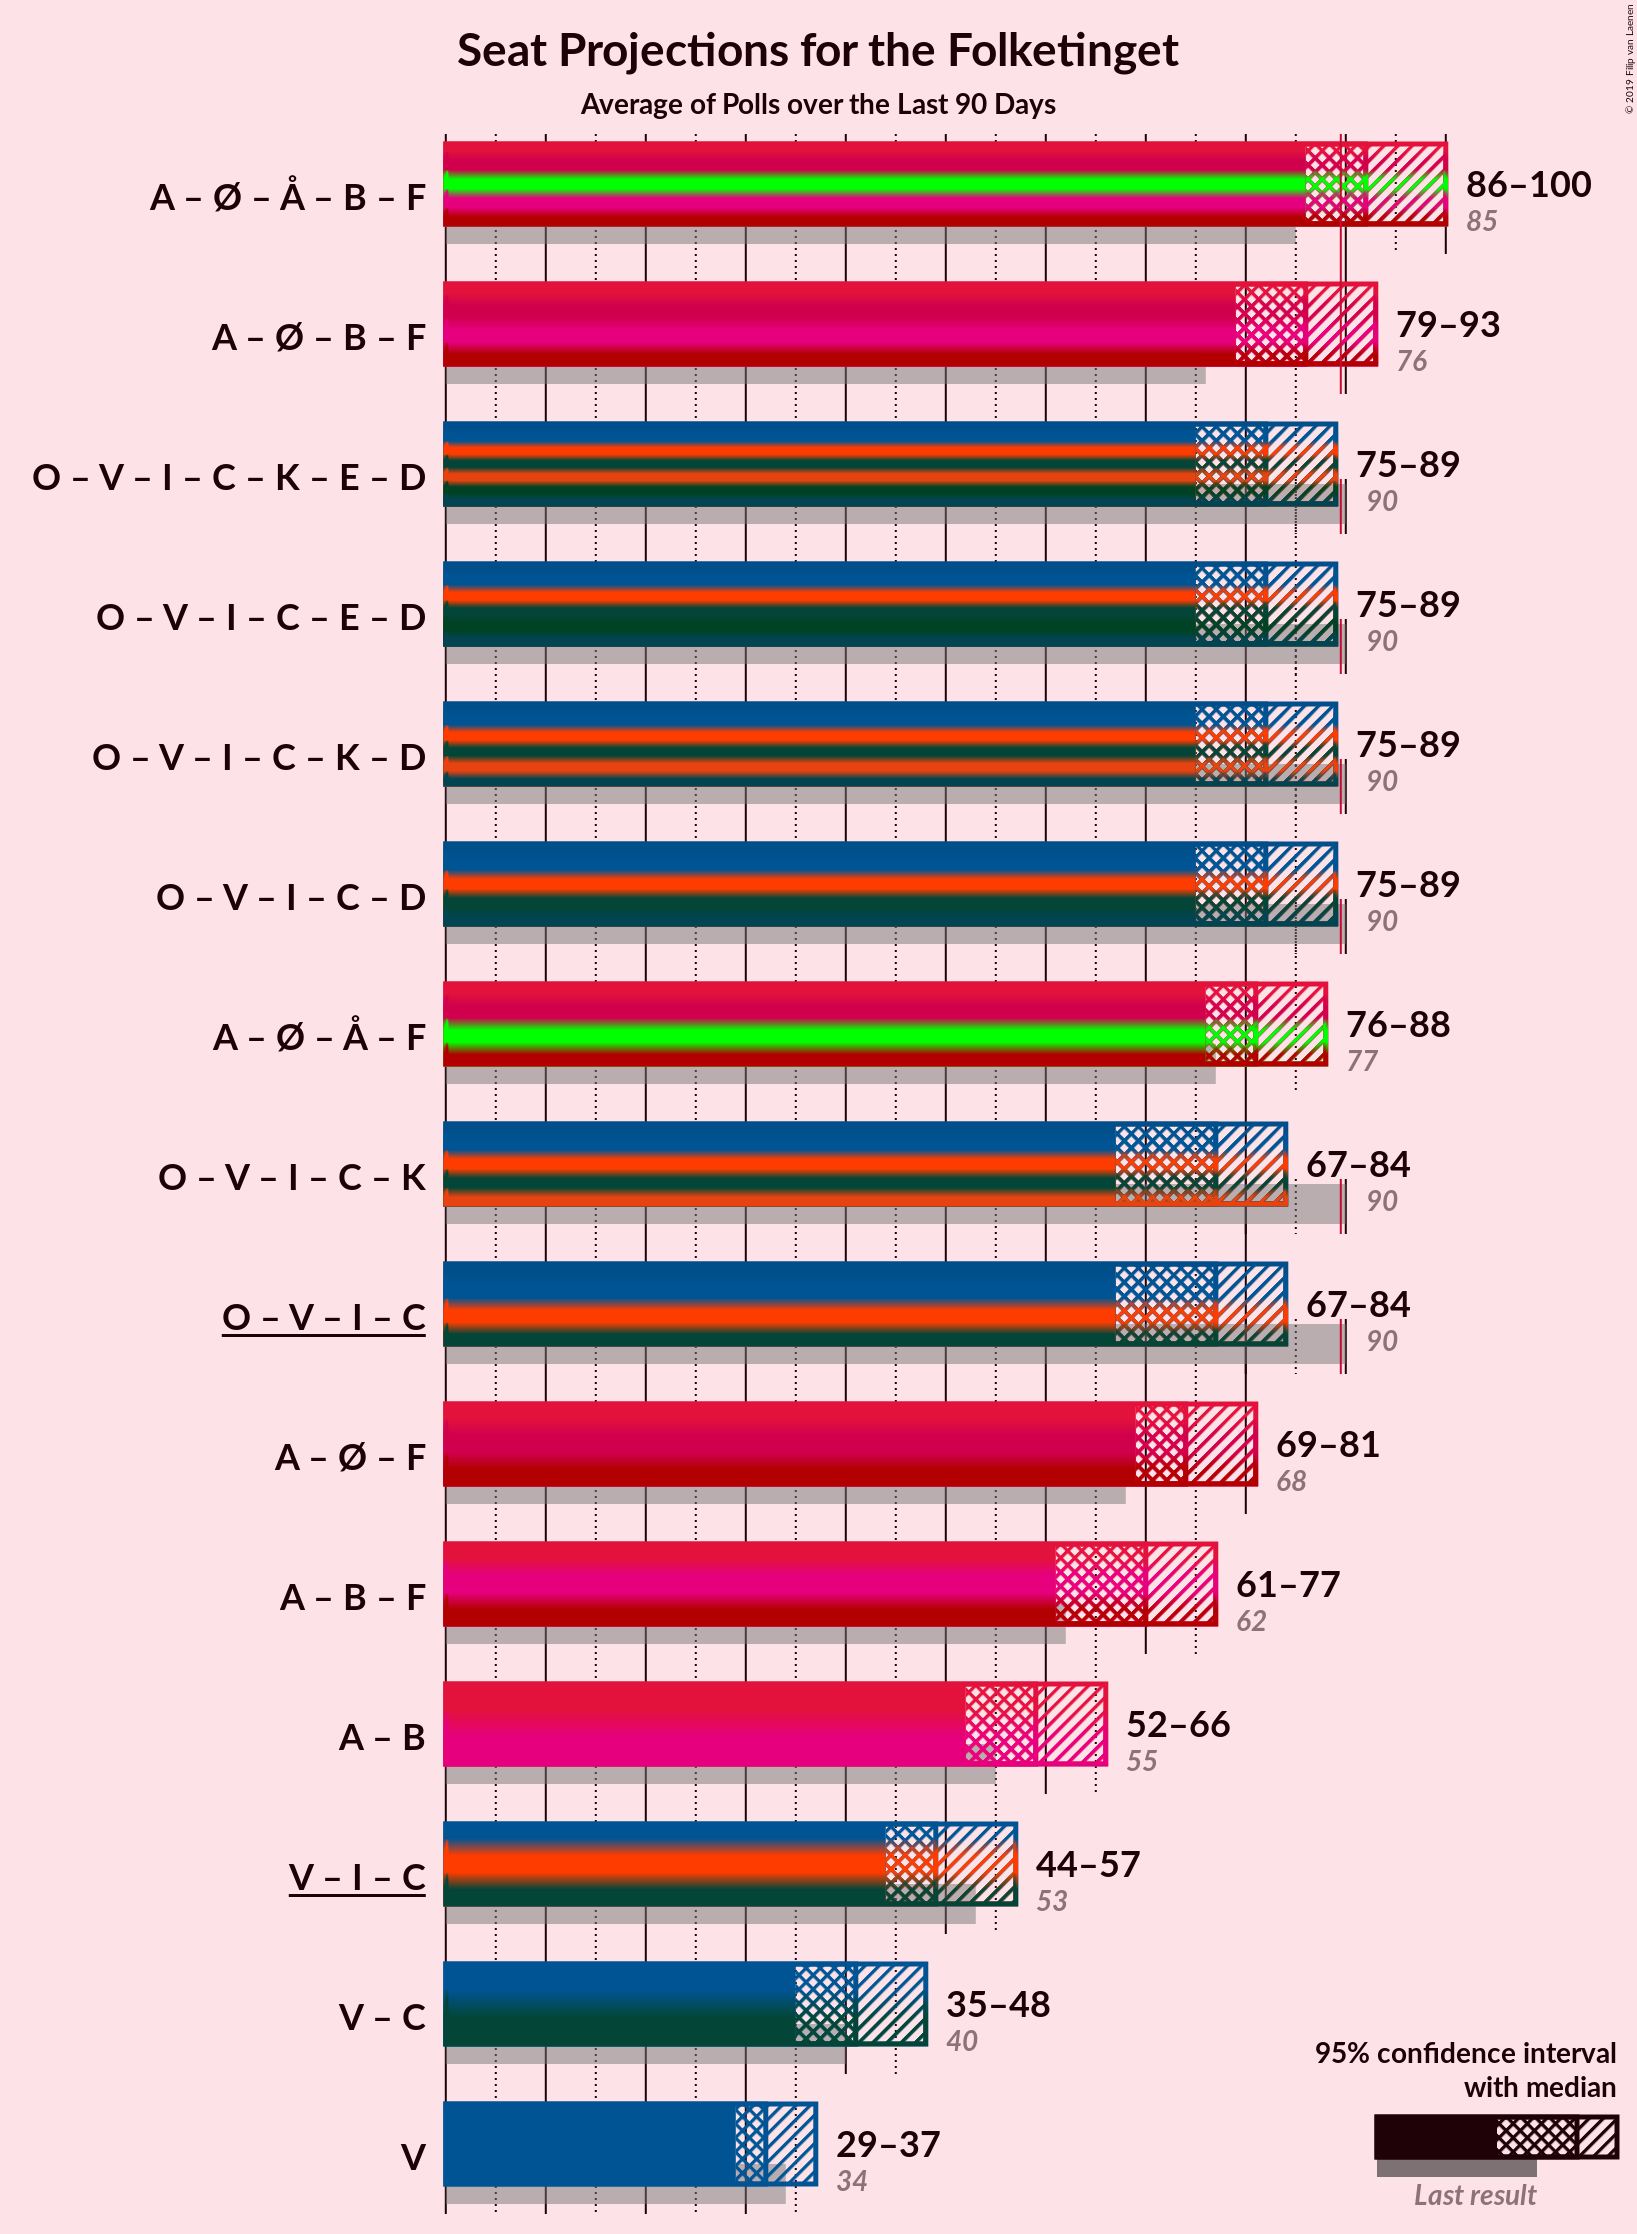 Seat Projections for the Folketinget
Average of Polls over the Last 90 Days
© 2019 Filip van Laenen
A – Ø – Å – B – F
86–100
85
A – Ø – B – F
79–93
76
O – V – I – C – K – E – D
75–89
90
O – V – I – C – E – D
75–89
90
O – V – I – C – K – D
75–89
90
O – V – I – C – D
75–89
90
A – Ø – Å – F
76–88
77
O – V – I – C – K
67–84
90
O – V – I – C
67–84
90
A – Ø – F
69–81
68
A – B – F
61–77
62
A – B
52–66
55
V – I – C
44–57
53
V – C
35–48
40
V
29–37
34
95% confidence interval
with median
Last result